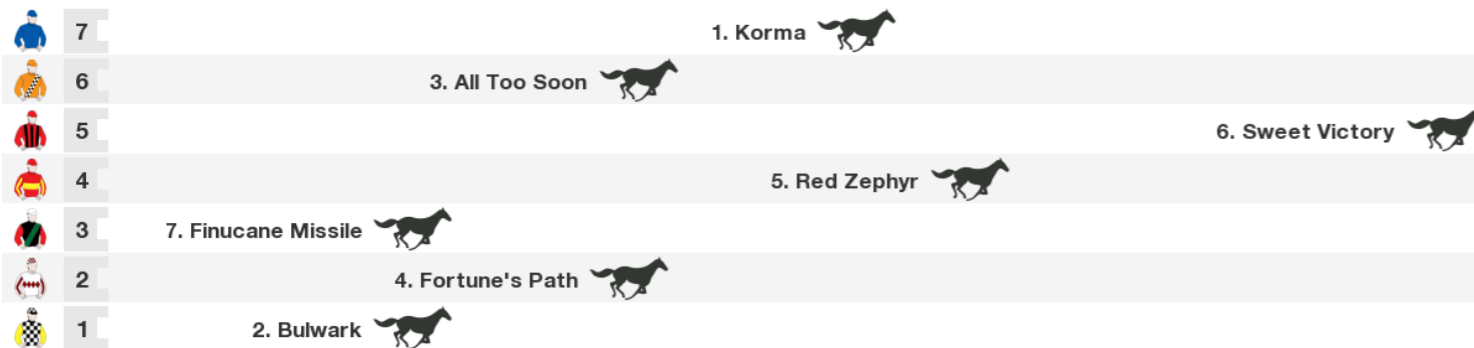 7 1. Korma
6 3. All Too Soon
5 6. Sweet Victory
4 5. Red Zephyr
3 7. Finucane Missile
2 4. Fortune's Path
1 2. Bulwark